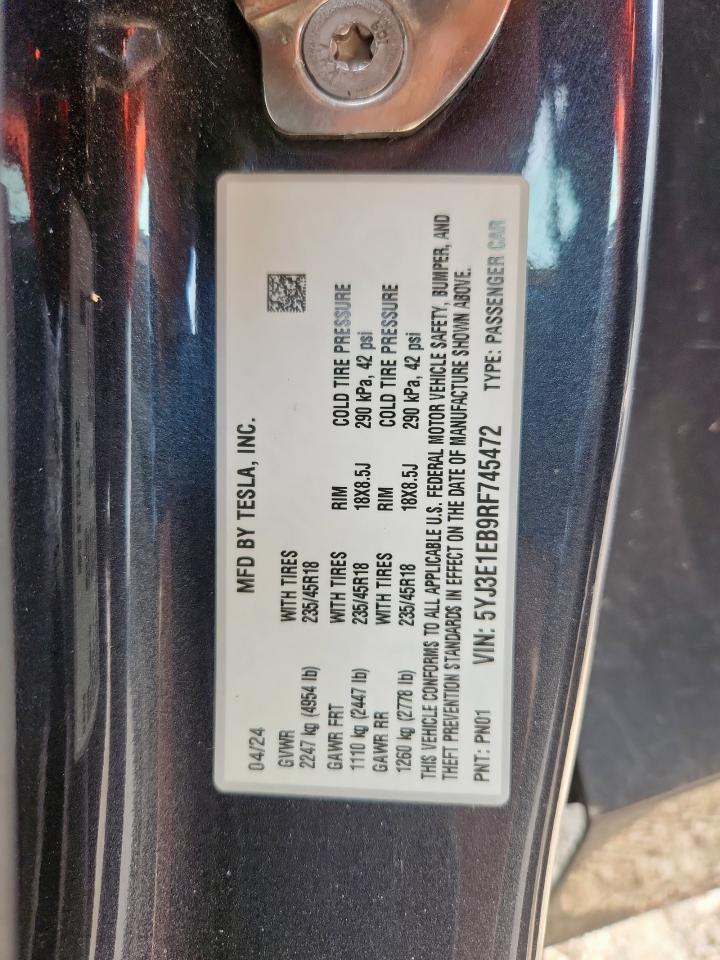 MFD BY TESLA, INC.
04/24
GVWR WITH TIRES
2247 kg (4954 lb) 235/45R18
GAWR FRT WITH TIRES RIM COLD TIRE PRESSURE
1110 kg (2447 lb) 235/45R18 18X8.5J 290 kPa, 42 psi
GAWR RR WITH TIRES RIM COLD TIRE PRESSURE
1260 kg (2778 lb) 235/45R18 18X8.5J 290 kPa, 42 psi
THIS VEHICLE CONFORMS TO ALL APPLICABLE U.S. FEDERAL MOTOR VEHICLE SAFETY, BUMPER, AND
THEFT PREVENTION STANDARDS IN EFFECT ON THE DATE OF MANUFACTURE SHOWN ABOVE.
PNT: PN01 VIN: 5YJ3E1EB9RF745472 TYPE: PASSENGER CAR